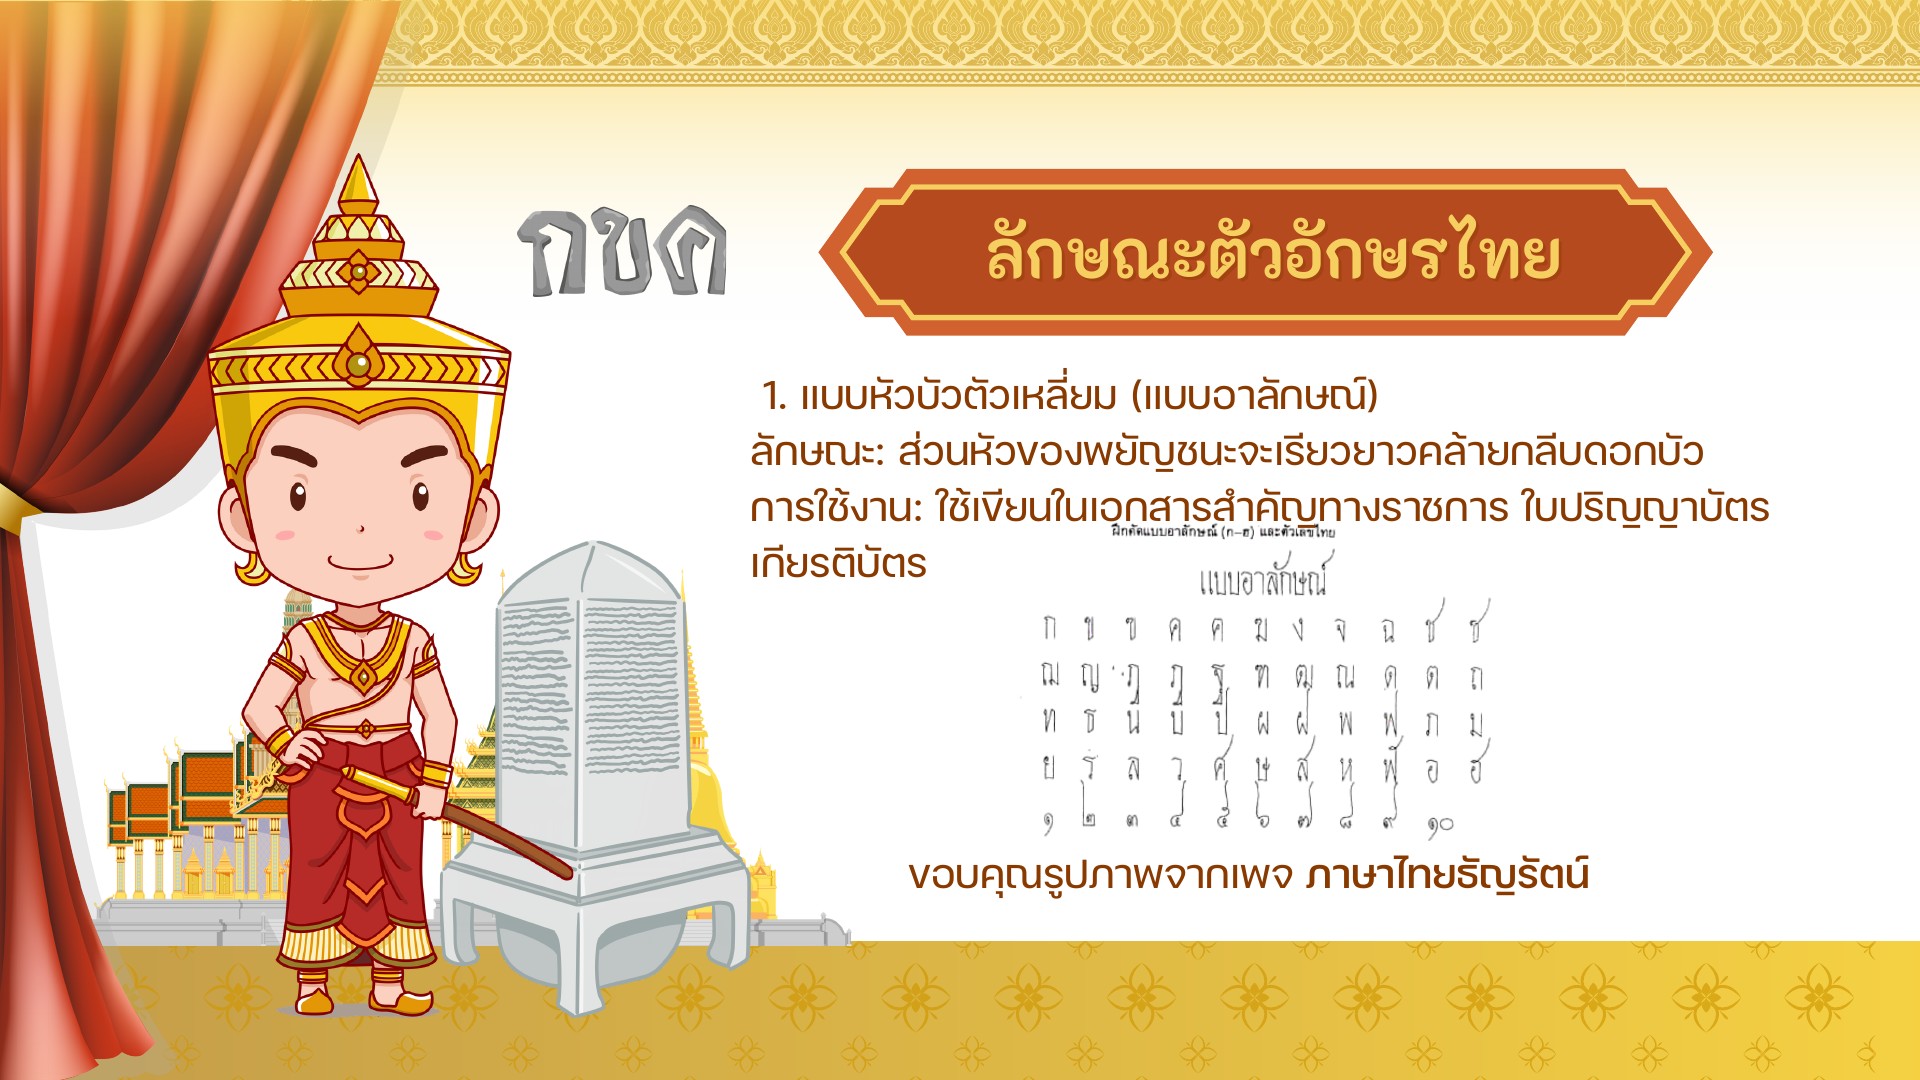 กขค
ลักษณะตัวอักษรไทย
1. แบบหัวบัวตัวเหลี่ยม (แบบอาลักษณ์)
ลักษณะ: ส่วนหัวของพยัญชนะจะเรียวยาวคล้ายกลีบดอกบัว
การใช้งาน: ใช้เขียนในเอกสารสำคัญทางราชการ ใบปริญญาบัตร
เกียรติบัตร
ฝึกคัดแบบอาลักษณ์ (ก-ฮ) และตัวเลขไทย
แบบอาลักษณ์
ก ข ฃ ค ฅ ฆ ง จ ฉ ช ซ
ฌ ญ ฎ ฏ ฐ ฑ ฒ ณ ด ต ถ
ท ธ น บ ป ผ ฝ พ ฟ ภ ม
ย ร ล ว ศ ษ ส ห ฬ อ ฮ
๑ ๒ ๓ ๔ ๕ ๖ ๗ ๘ ๙ ๑๐
ขอบคุณรูปภาพจากเพจ ภาษาไทยธัญรัตน์